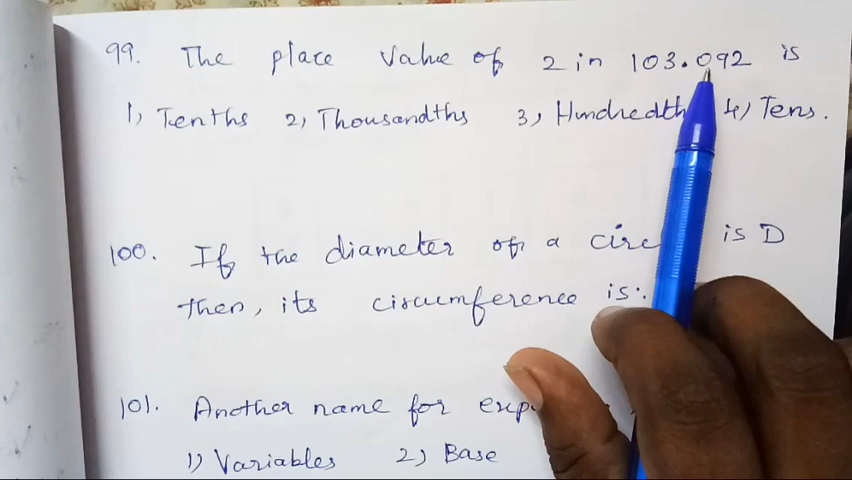 99. The place value of 2 in 103.092 is
1) Tenths 2) Thousandths 3) Hundredth 4) Tens.
100. If the diameter of a circ is D
then, its circumference is:
101. Another name for exp
1) Variables 2) Base